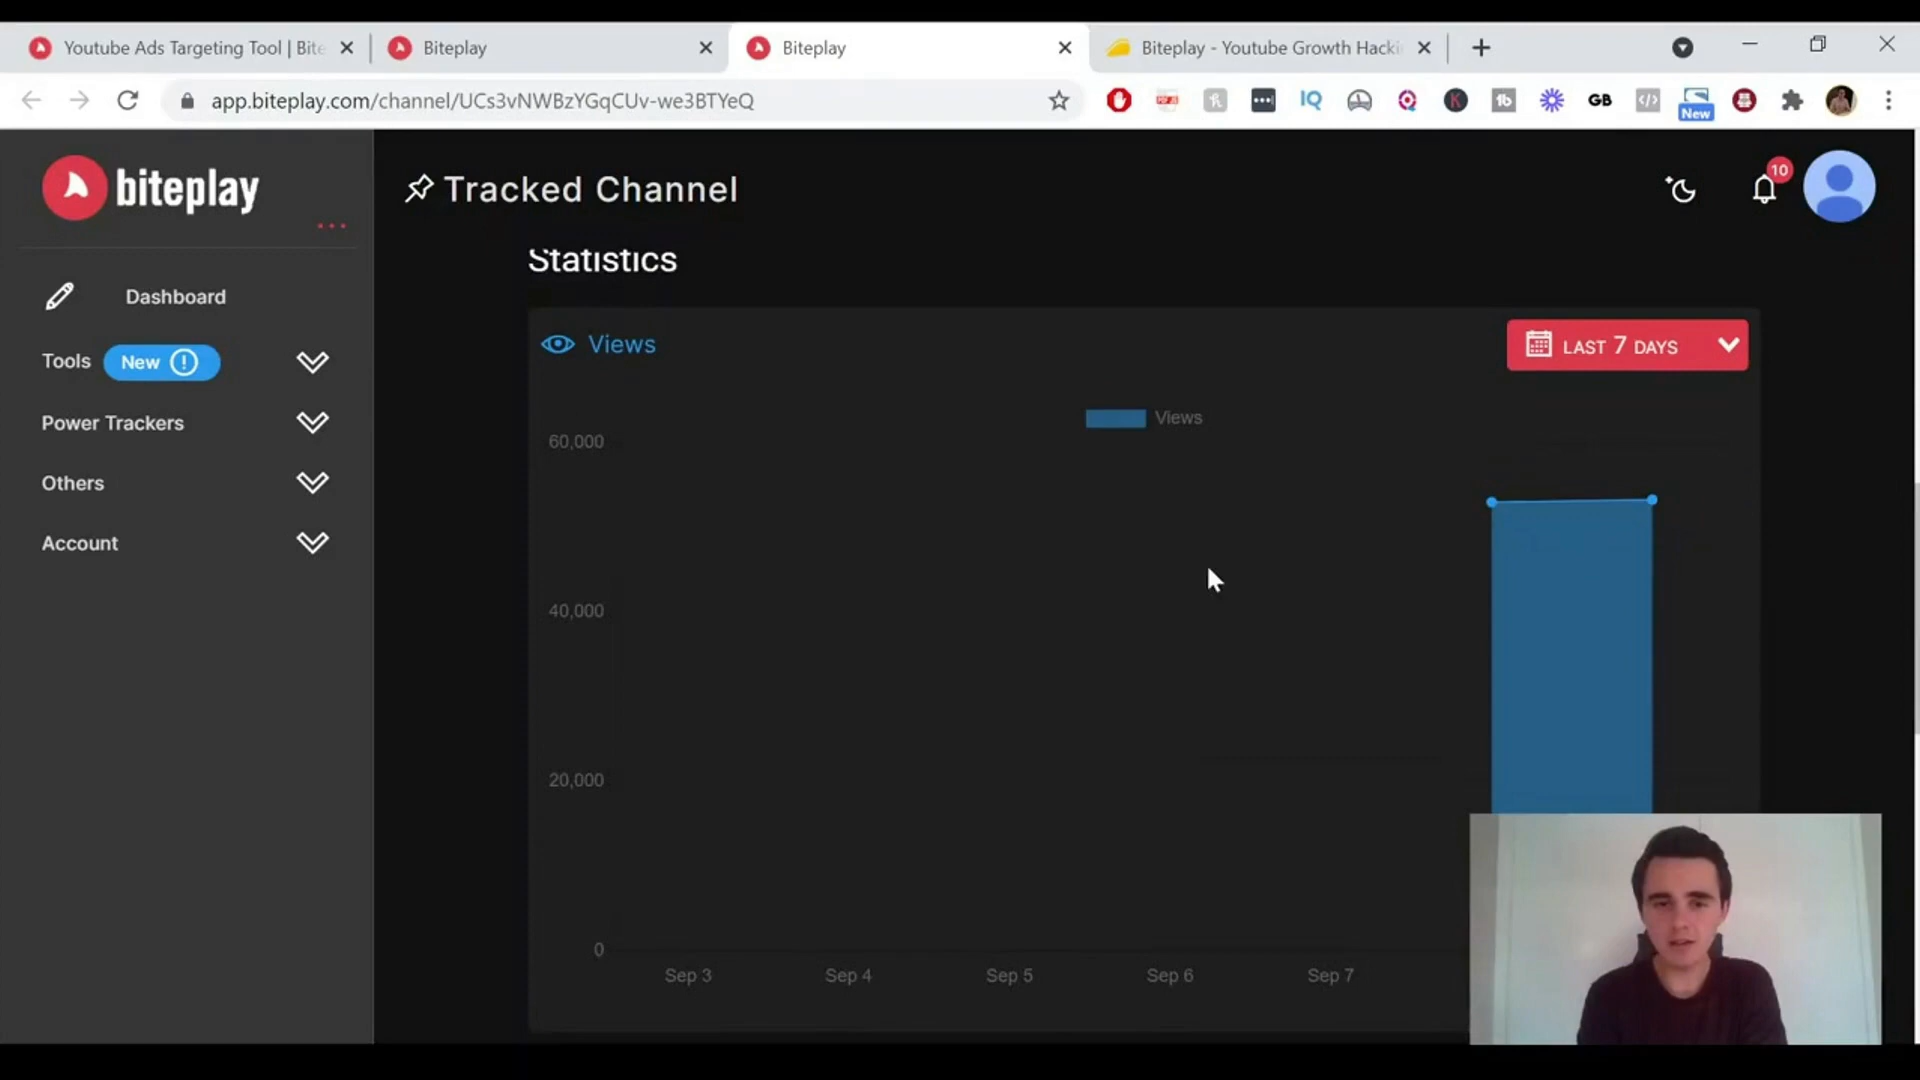 Youtube Ads Targeting Tool | Bite
Biteplay
Biteplay
Biteplay - Youtube Growth Hacki
app.biteplay.com/channel/UCs3vNWBzYGqCUv-we3BTYeQ
IQ
K
tb
GB
</>
New
biteplay
Tracked Channel
10
Statistics
Dashboard
Tools
New
Power Trackers
Others
Account
Views
LAST 7 DAYS
Views
60,000
40,000
20,000
0
Sep 3
Sep 4
Sep 5
Sep 6
Sep 7